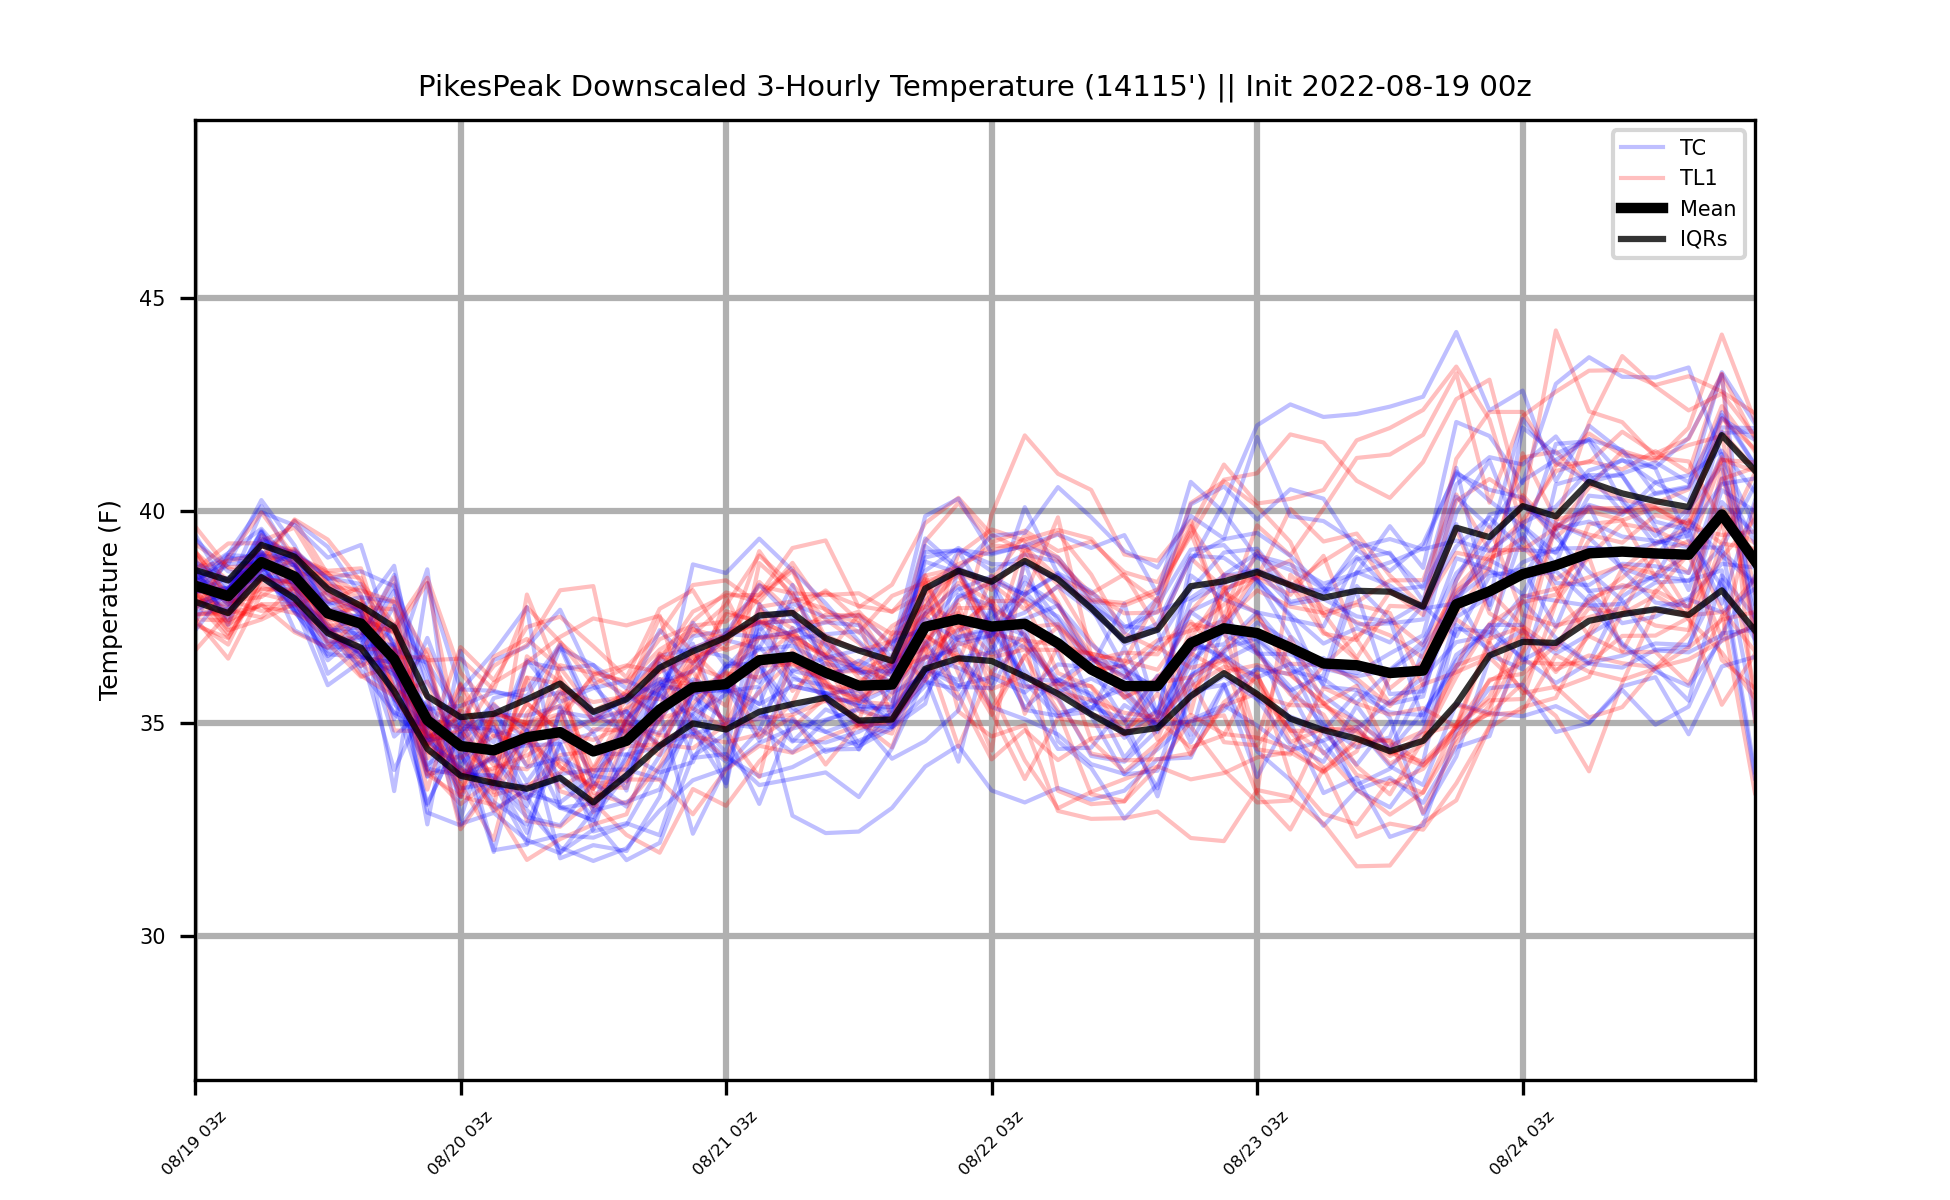 PikesPeak Downscaled 3-Hourly Temperature (14115') || Init 2022-08-19 00z
TC
TL1
Mean
IQRs
Temperature (F)
45
40
35
30
08/19 03z
08/20 03z
08/21 03z
08/22 03z
08/23 03z
08/24 03z